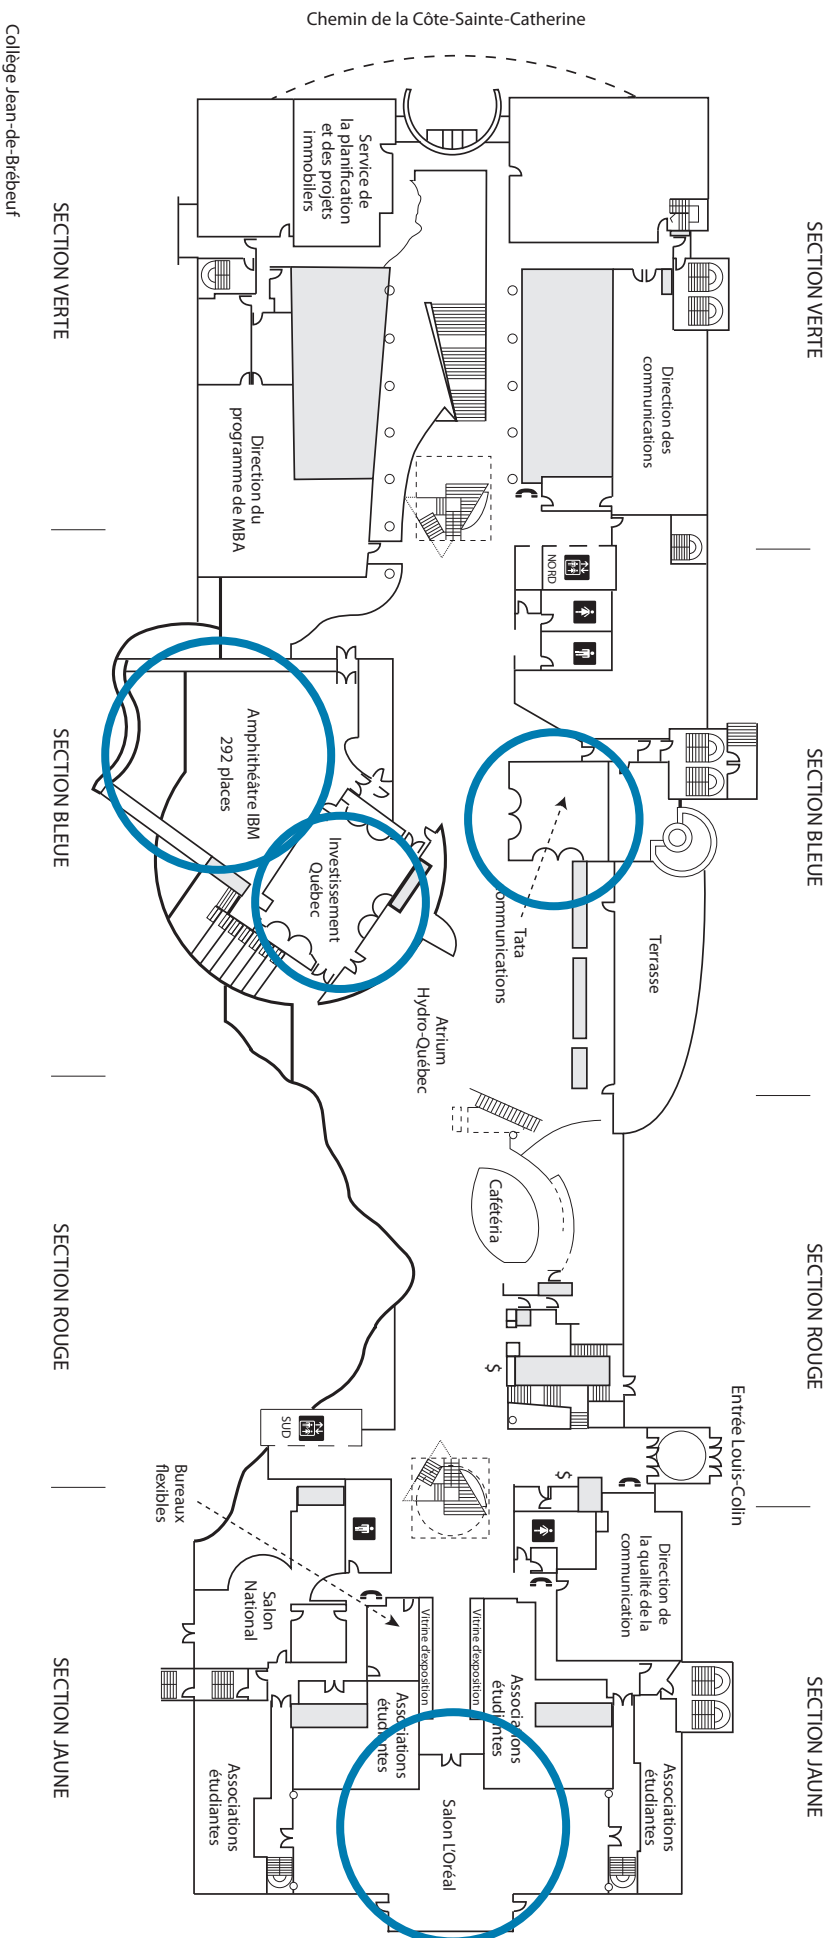 Chemin de la Côte-Sainte-Catherine
Collège Jean-de-Brébeuf
SECTION VERTE
SECTION VERTE
Service de
la planification
et des projets
immobilers
Direction des
communications
Direction du
programme de MBA
NORD
SECTION BLEUE
SECTION BLEUE
Amphithéâtre IBM
292 places
Investissement
Québec
Tata
communications
Terrasse
Atrium
Hydro-Québec
Cafétéria
SECTION ROUGE
SECTION ROUGE
$
Entrée Louis-Colin
SUD
$
Bureaux
flexibles
Direction de
la qualité de la
communication
Salon
National
Vitrine d'exposition
Vitrine d'exposition
SECTION JAUNE
SECTION JAUNE
Associations
étudiantes
Associations
étudiantes
Associations
étudiantes
Associations
étudiantes
Salon L'Oréal